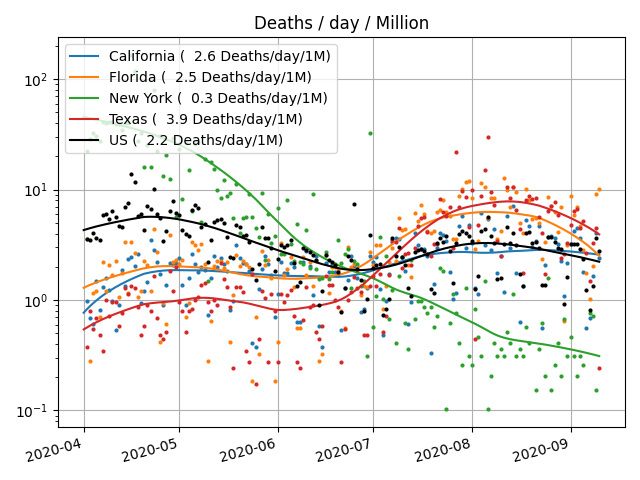 Deaths / day / Million
California (  2.6 Deaths/day/1M)
Florida (  2.5 Deaths/day/1M)
New York (  0.3 Deaths/day/1M)
Texas (  3.9 Deaths/day/1M)
US (  2.2 Deaths/day/1M)
10²
10¹
10⁰
10⁻¹
2020-04 2020-05 2020-06 2020-07 2020-08 2020-09